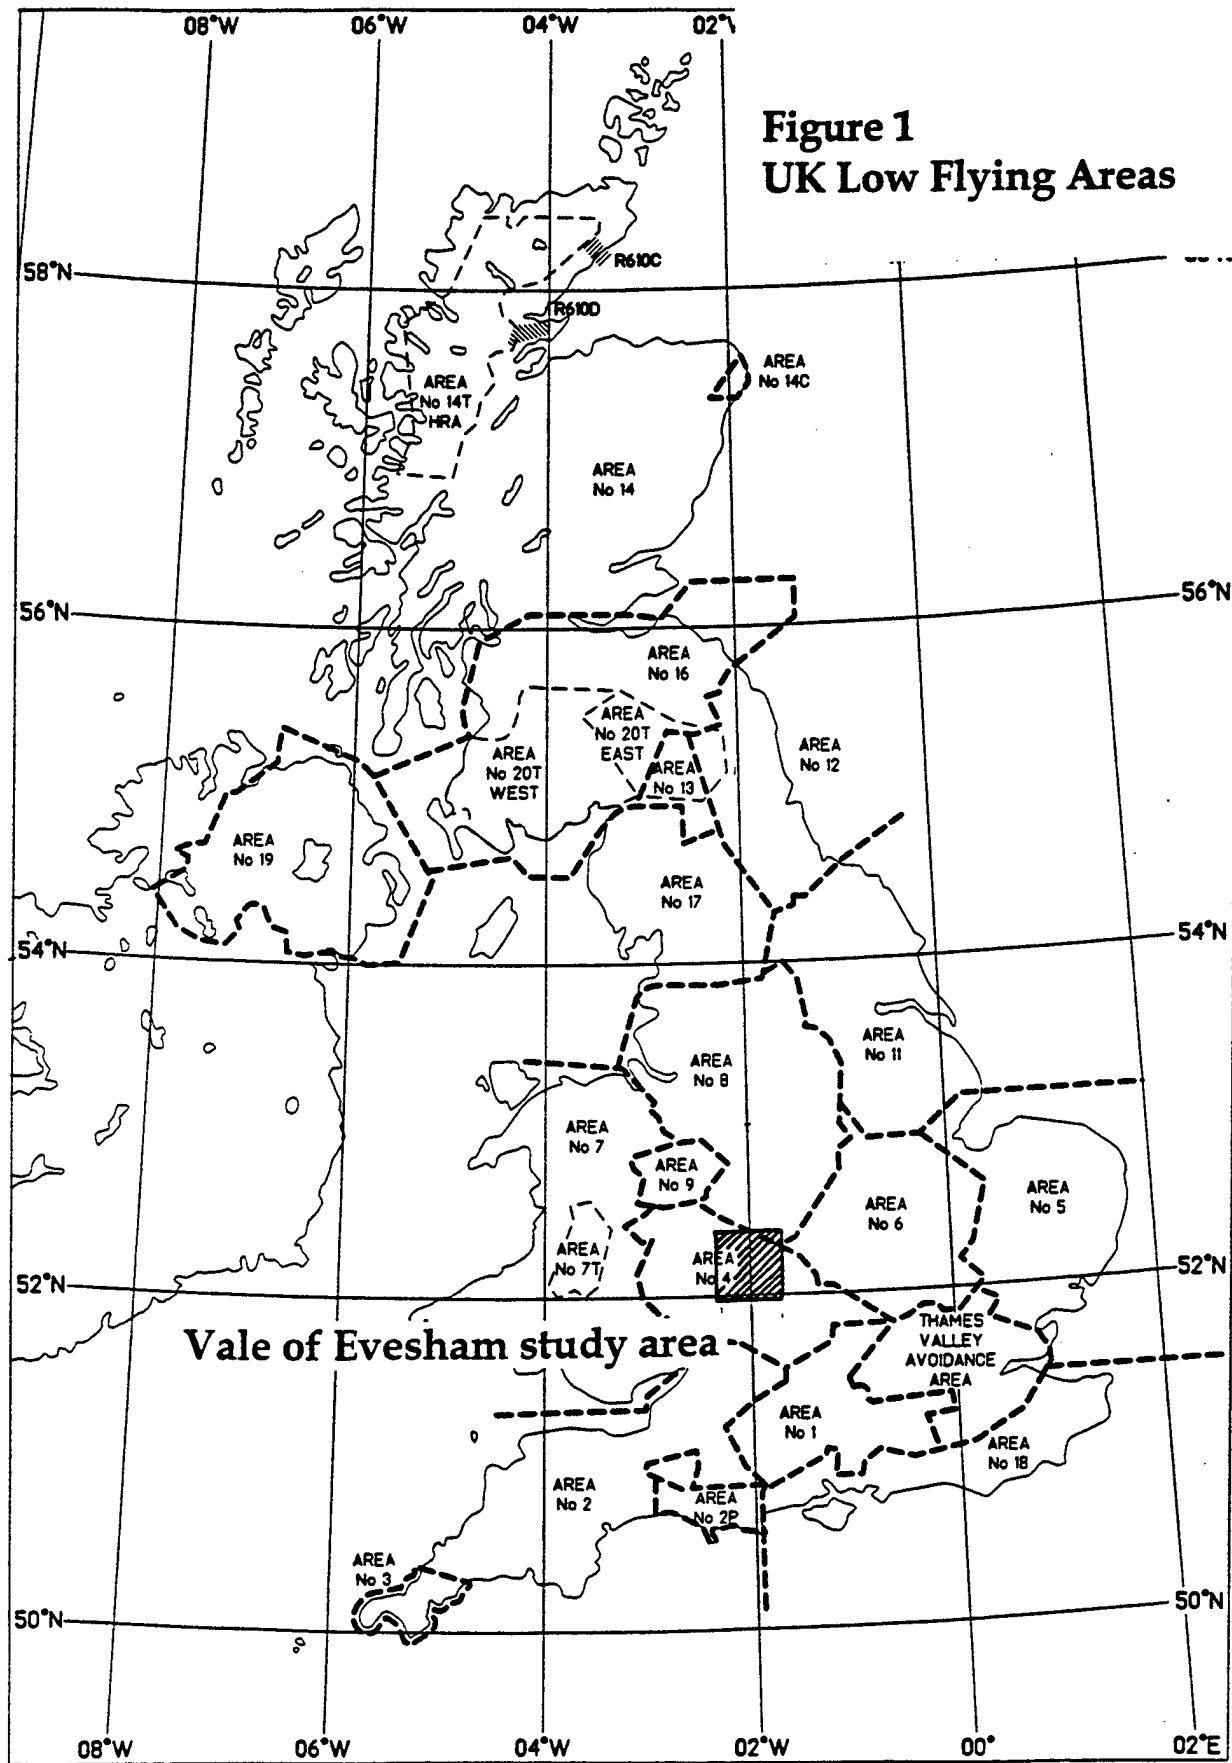 08°W
06°W
04°W
02°W
Figure 1
UK Low Flying Areas
58°N
R610C
R610D
AREA
No 14T
HRA
AREA
No 14C
AREA
No 14
56°N
56°N
AREA
No 16
AREA
No 20T
EAST
AREA
No 20T
WEST
AREA
No 13
AREA
No 12
AREA
No 19
AREA
No 17
54°N
54°N
AREA
No 11
AREA
No 8
AREA
No 7
AREA
No 9
AREA
No 6
AREA
No 5
AREA
No 7T
AREA
No 4
52°N
52°N
Vale of Evesham study area
THAMES
VALLEY
AVOIDANCE
AREA
AREA
No 1
AREA
No 18
AREA
No 2
AREA
No 2P
AREA
No 3
50°N
50°N
08°W
06°W
04°W
02°W
00°
02°E